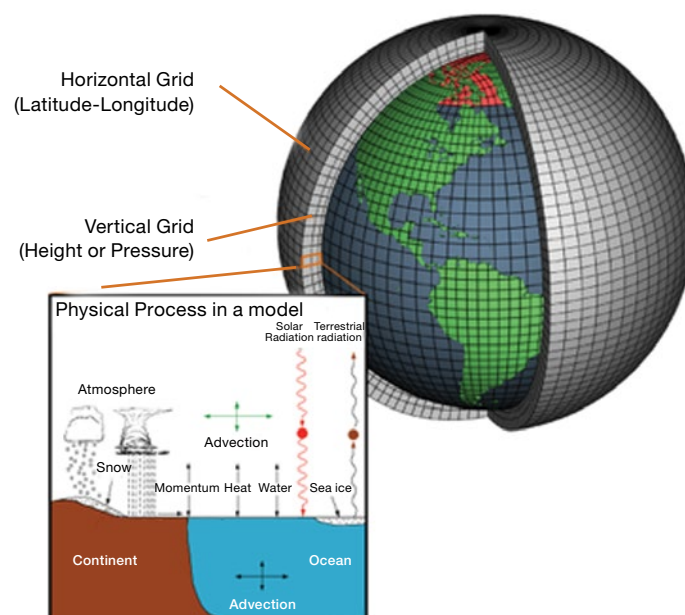 Horizontal Grid
(Latitude-Longitude)
Vertical Grid
(Height or Pressure)
Physical Process in a model
Solar Terrestrial
Radiation radiation
Atmosphere
Advection
Snow
Momentum Heat Water Sea ice
Continent Ocean
Advection